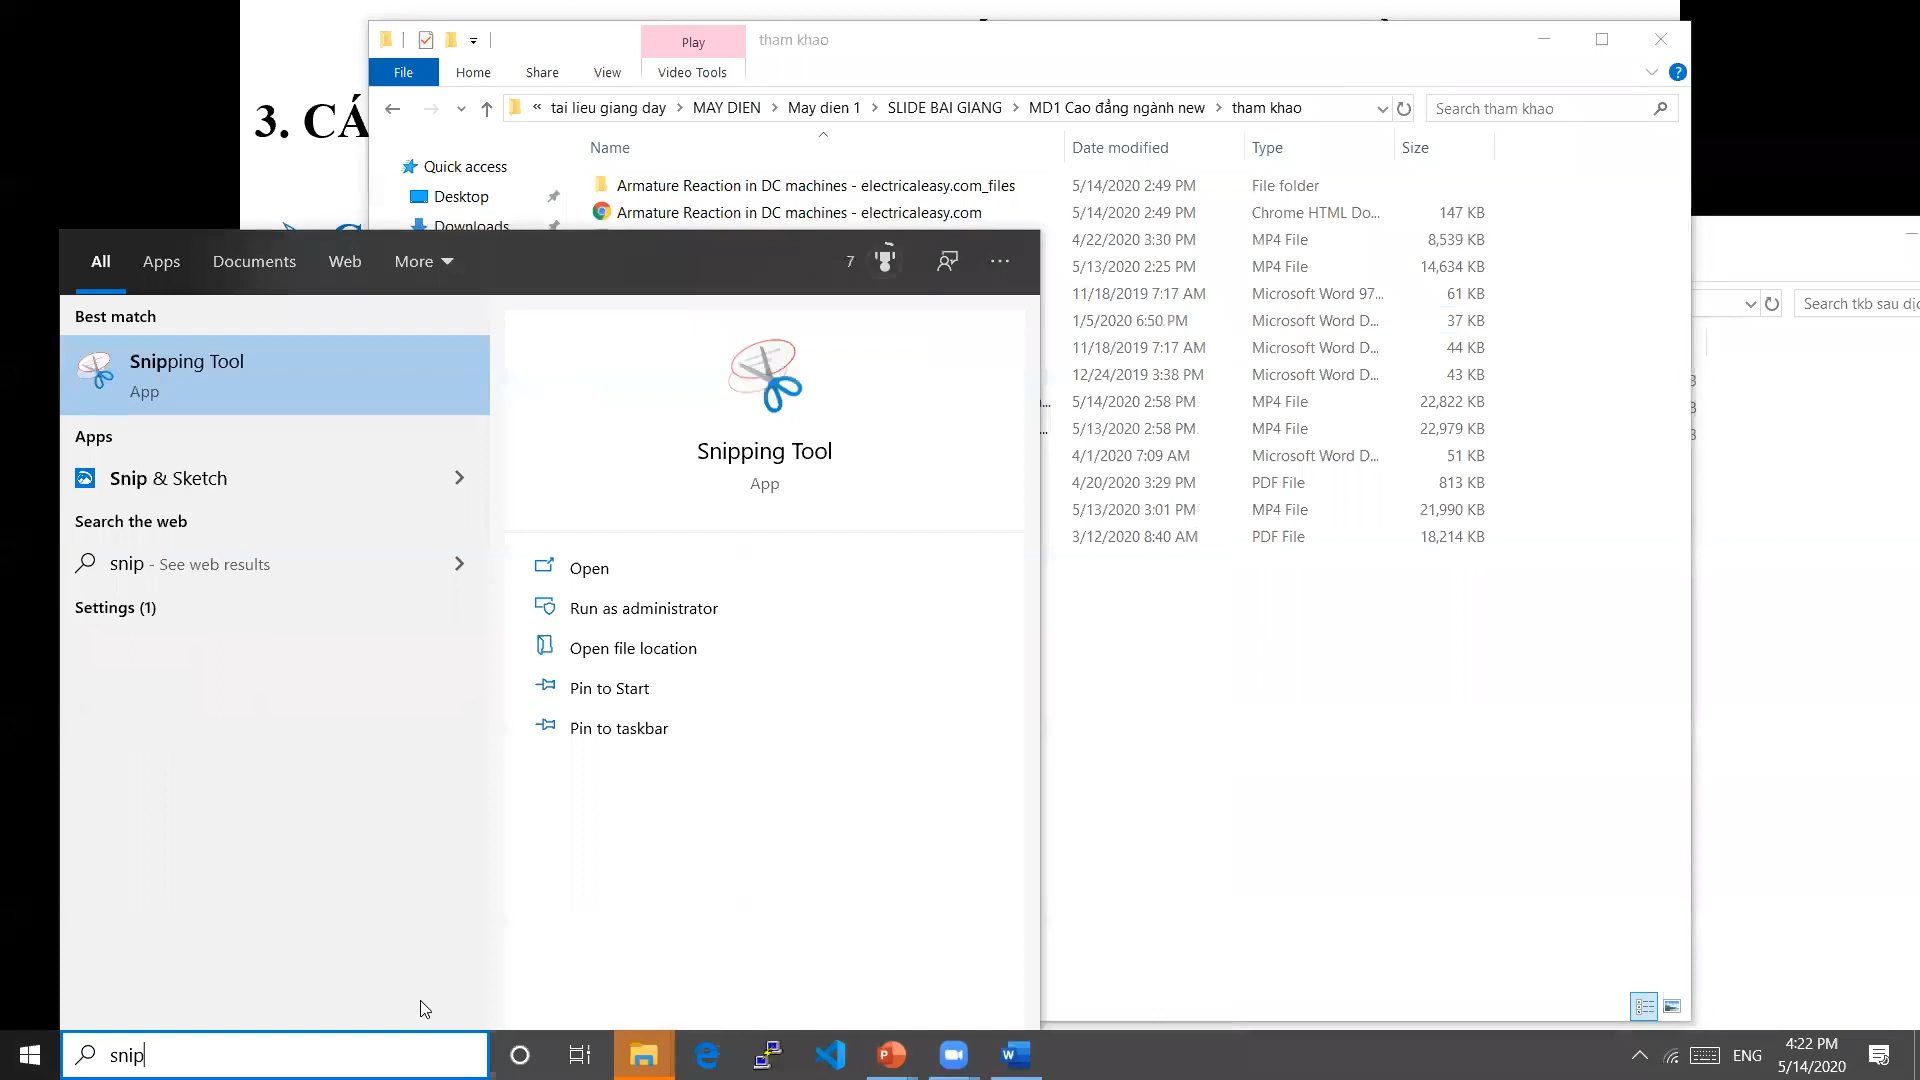 Play
tham khao
File
Home
Share
View
Video Tools
?
3. CÁ
« tai lieu giang day > MAY DIEN > May dien 1 > SLIDE BAI GIANG > MD1 Cao đẳng ngành new > tham khao
Search tham khao
Name
Date modified
Type
Size
Quick access
Desktop
Downloads
Armature Reaction in DC machines - electricaleasy.com_files
5/14/2020 2:49 PM
File folder
Armature Reaction in DC machines - electricaleasy.com
5/14/2020 2:49 PM
Chrome HTML Do...
147 KB
4/22/2020 3:30 PM
MP4 File
8,539 KB
5/13/2020 2:25 PM
MP4 File
14,634 KB
11/18/2019 7:17 AM
Microsoft Word 97...
61 KB
1/5/2020 6:50 PM
Microsoft Word D...
37 KB
11/18/2019 7:17 AM
Microsoft Word D...
44 KB
12/24/2019 3:38 PM
Microsoft Word D...
43 KB
5/14/2020 2:58 PM
MP4 File
22,822 KB
5/13/2020 2:58 PM
MP4 File
22,979 KB
4/1/2020 7:09 AM
Microsoft Word D...
51 KB
4/20/2020 3:29 PM
PDF File
813 KB
5/13/2020 3:01 PM
MP4 File
21,990 KB
3/12/2020 8:40 AM
PDF File
18,214 KB
Search tkb sau dịc
All
Apps
Documents
Web
More
7
Best match
Snipping Tool
App
Apps
Snip & Sketch
Search the web
snip - See web results
Settings (1)
Snipping Tool
App
Open
Run as administrator
Open file location
Pin to Start
Pin to taskbar
snip
ENG
4:22 PM
5/14/2020